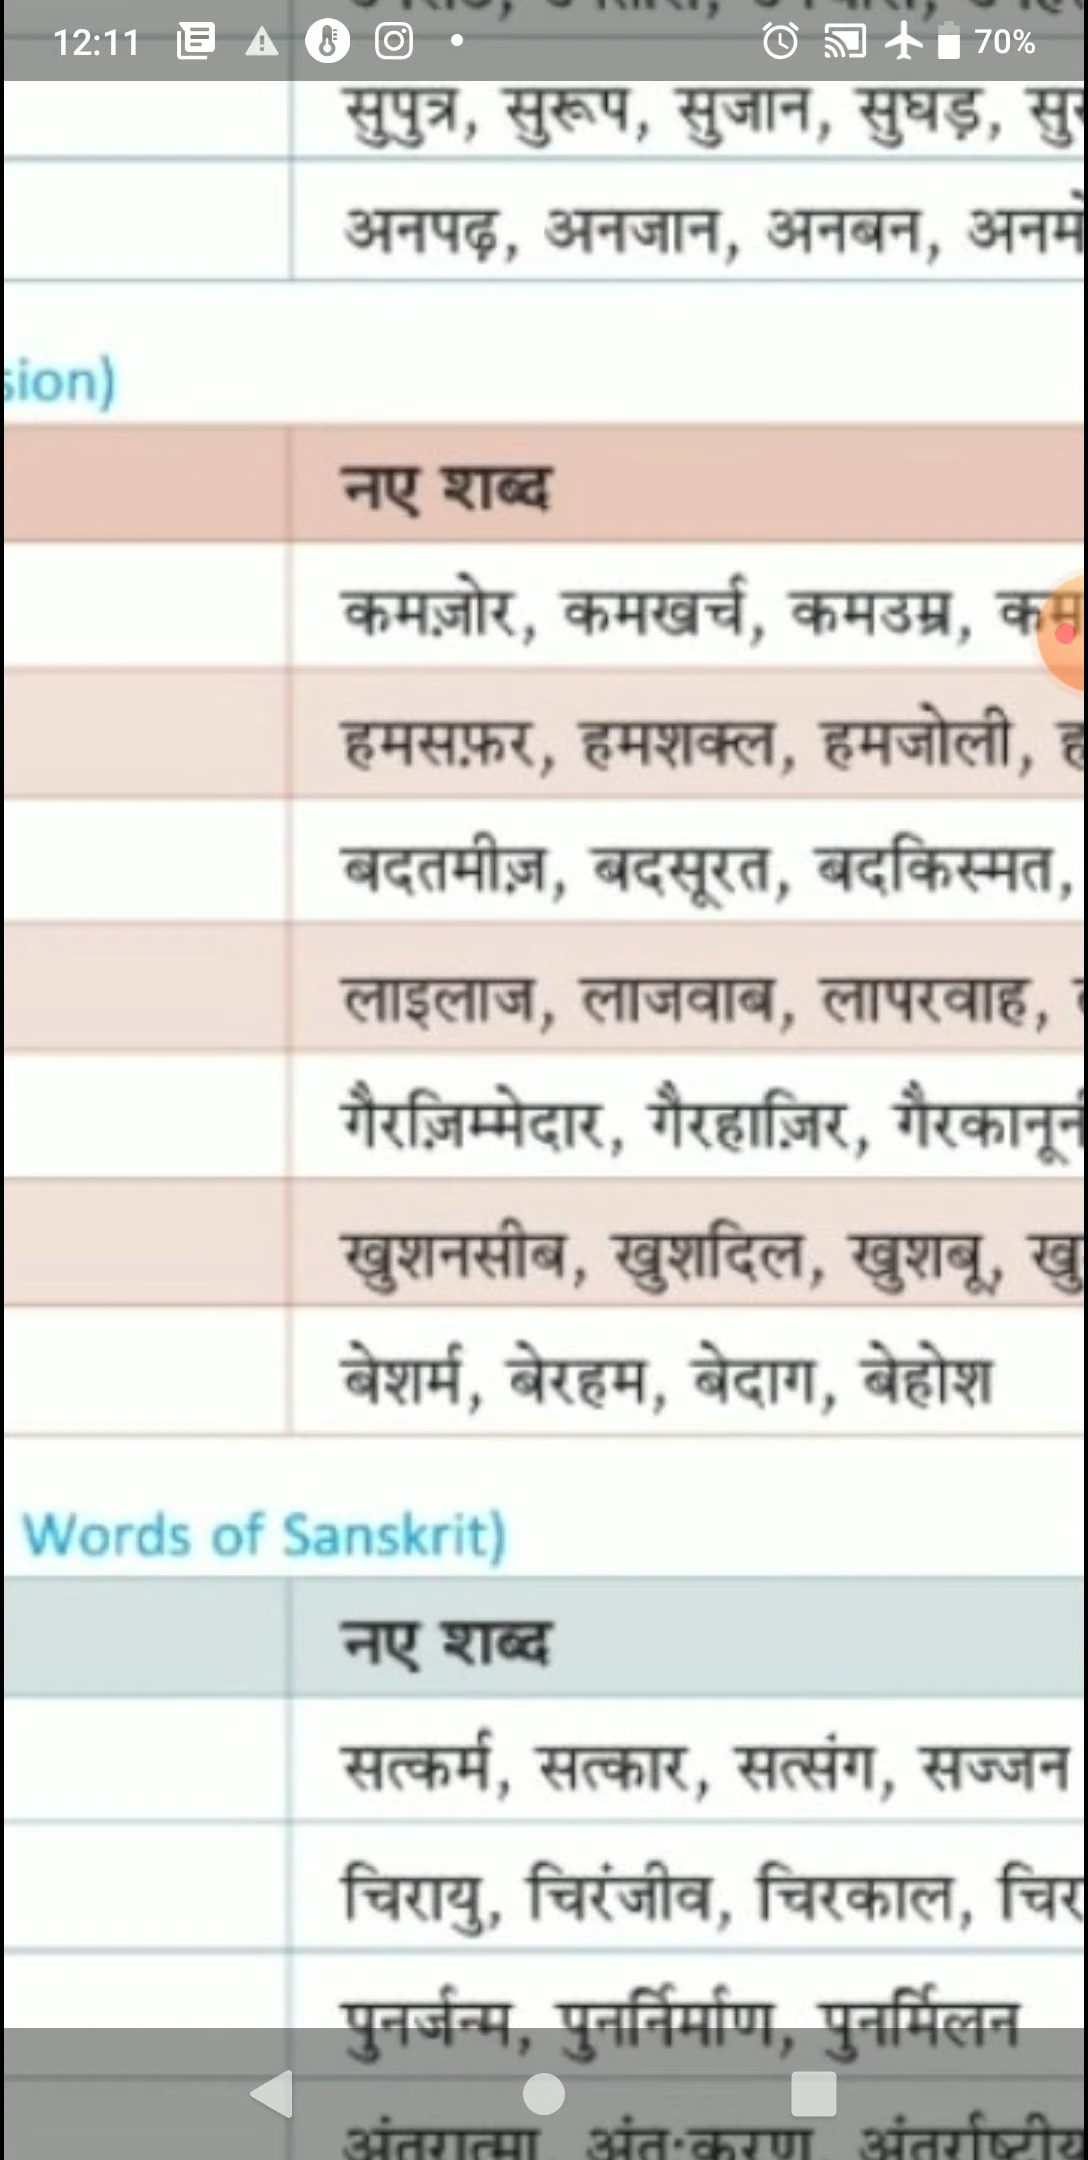 12:11 70%
सुपुत्र, सुरूप, सुजान, सुघड़,
अनपढ़, अनजान, अनबन,
sion)
नए शब्द
कमज़ोर, कमखर्च, कमउम्र,
हमसफ़र, हमशक्ल, हमजोली,
बदतमीज़, बदसूरत, बदकिस्मत,
लाइलाज, लाजवाब, लापरवाह,
गैरज़िम्मेदार, गैरहाज़िर,
खुशनसीब, खुशदिल, खुशबू,
बेशर्म, बेरहम, बेदाग, बेहोश
Words of Sanskrit)
नए शब्द
सत्कर्म, सत्कार, सत्संग, सज्जन
चिरायु, चिरंजीव, चिरकाल,
पुनर्जन्म, पुनर्निर्माण, पुनर्मिलन